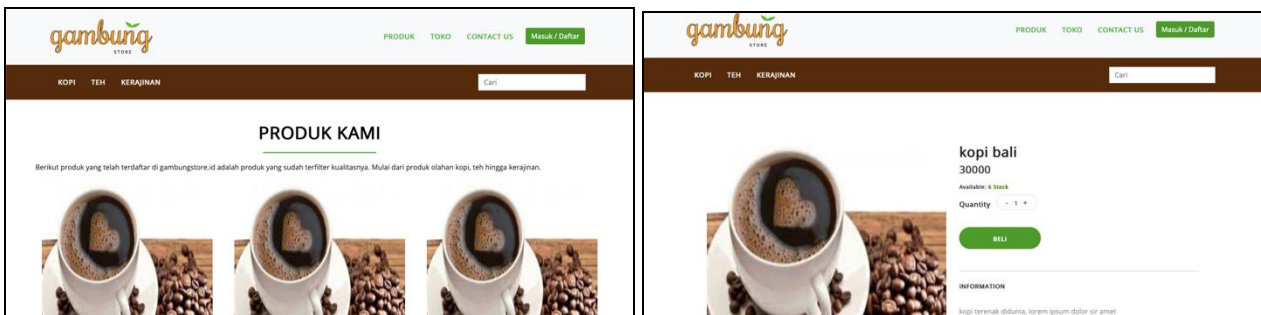 gambung
STORE
PRODUK TOKO CONTACT US Masuk / Daftar
KOPI TEH KERAJINAN Cari
PRODUK KAMI
Berikut produk yang telah terdaftar di gambungstore.id adalah produk yang sudah terfilter kualitasnya. Mulai dari produk olahan kopi, teh hingga kerajinan.
gambung
STORE
PRODUK TOKO CONTACT US Masuk / Daftar
KOPI TEH KERAJINAN Cari
kopi bali
30000
Available: 6 Stock
Quantity - 1 +
BELI
INFORMATION
kopi terenak didunia, lorem ipsum dolor sir amet